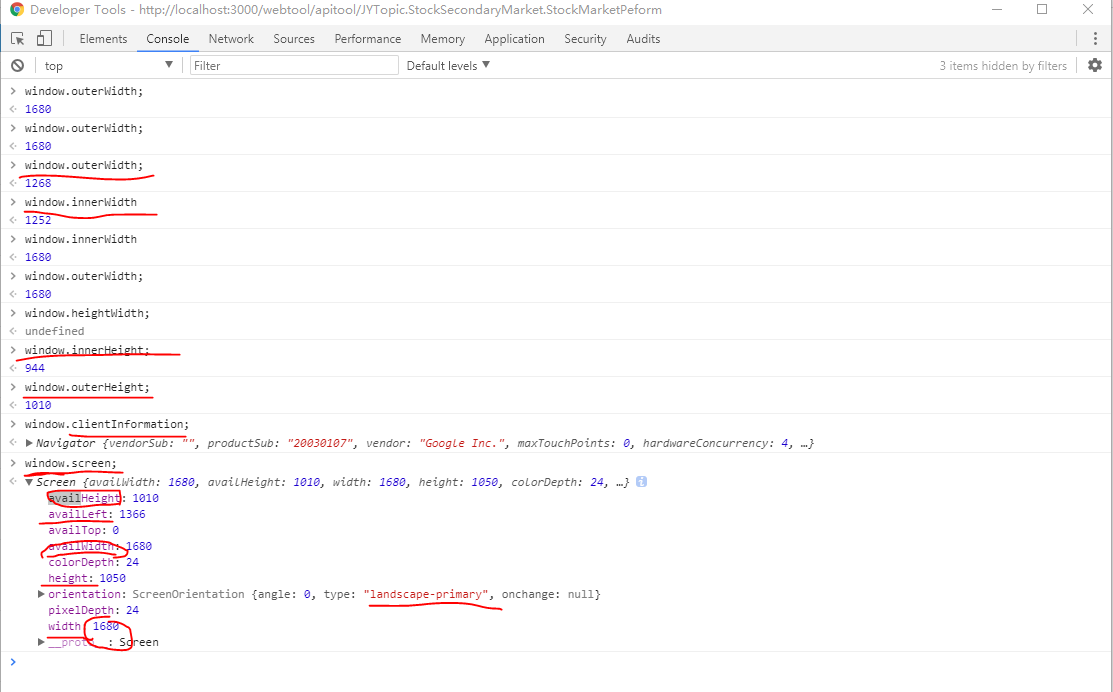 Developer Tools - http://localhost:3000/webtool/apitool/JYTopic.StockSecondaryMarket.StockMarketPeform
Elements Console Network Sources Performance Memory Application Security Audits
top Filter Default levels 3 items hidden by filters
window.outerWidth;
1680
window.outerWidth;
1680
window.outerWidth;
1268
window.innerWidth
1252
window.innerWidth
1680
window.outerWidth;
1680
window.heightWidth;
undefined
window.innerHeight;
944
window.outerHeight;
1010
window.clientInformation;
Navigator {vendorSub: "", productSub: "20030107", vendor: "Google Inc.", maxTouchPoints: 0, hardwareConcurrency: 4, …}
window.screen;
Screen {availWidth: 1680, availHeight: 1010, width: 1680, height: 1050, colorDepth: 24, …}
availHeight: 1010
availLeft: 1366
availTop: 0
availWidth: 1680
colorDepth: 24
height: 1050
orientation: ScreenOrientation {angle: 0, type: "landscape-primary", onchange: null}
pixelDepth: 24
width: 1680
__proto__: Screen